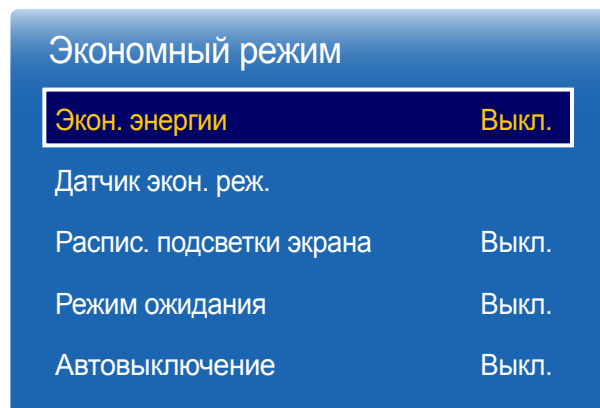 Экономный режим
Экон. энергии Выкл.
Датчик экон. реж.
Распис. подсветки экрана Выкл.
Режим ожидания Выкл.
Автовыключение Выкл.